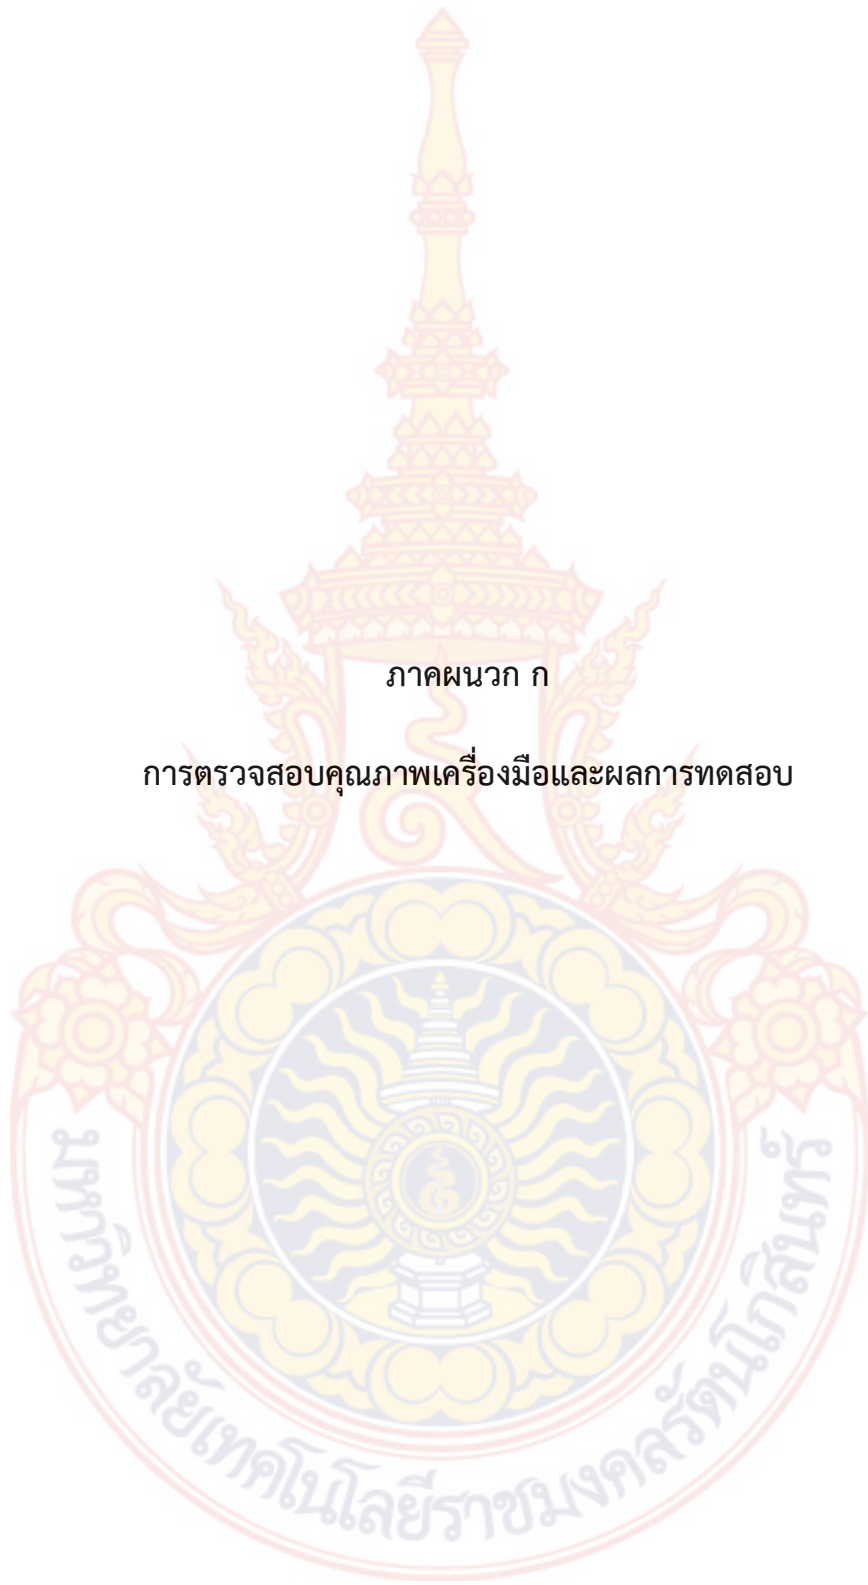 ภาคผนวก ก
การตรวจสอบคุณภาพเครื่องมือและผลการทดสอบ
มหาวิทยาลัยเทคโนโลยีราชมงคลรัตนโกสินทร์